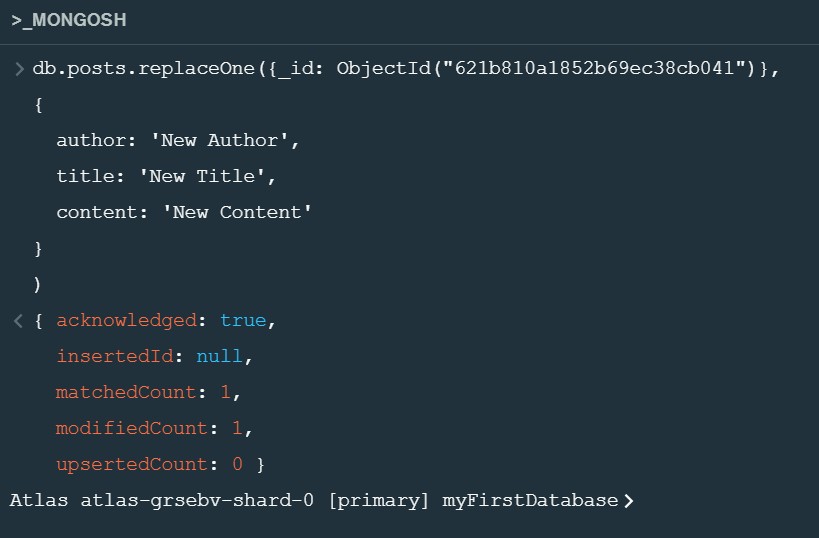 >_MONGOSH
> db.posts.replaceOne({_id: ObjectId("621b810a1852b69ec38cb041")},
{
author: 'New Author',
title: 'New Title',
content: 'New Content'
}
)
< { acknowledged: true,
insertedId: null,
matchedCount: 1,
modifiedCount: 1,
upsertedCount: 0 }
Atlas atlas-grsebv-shard-0 [primary] myFirstDatabase>